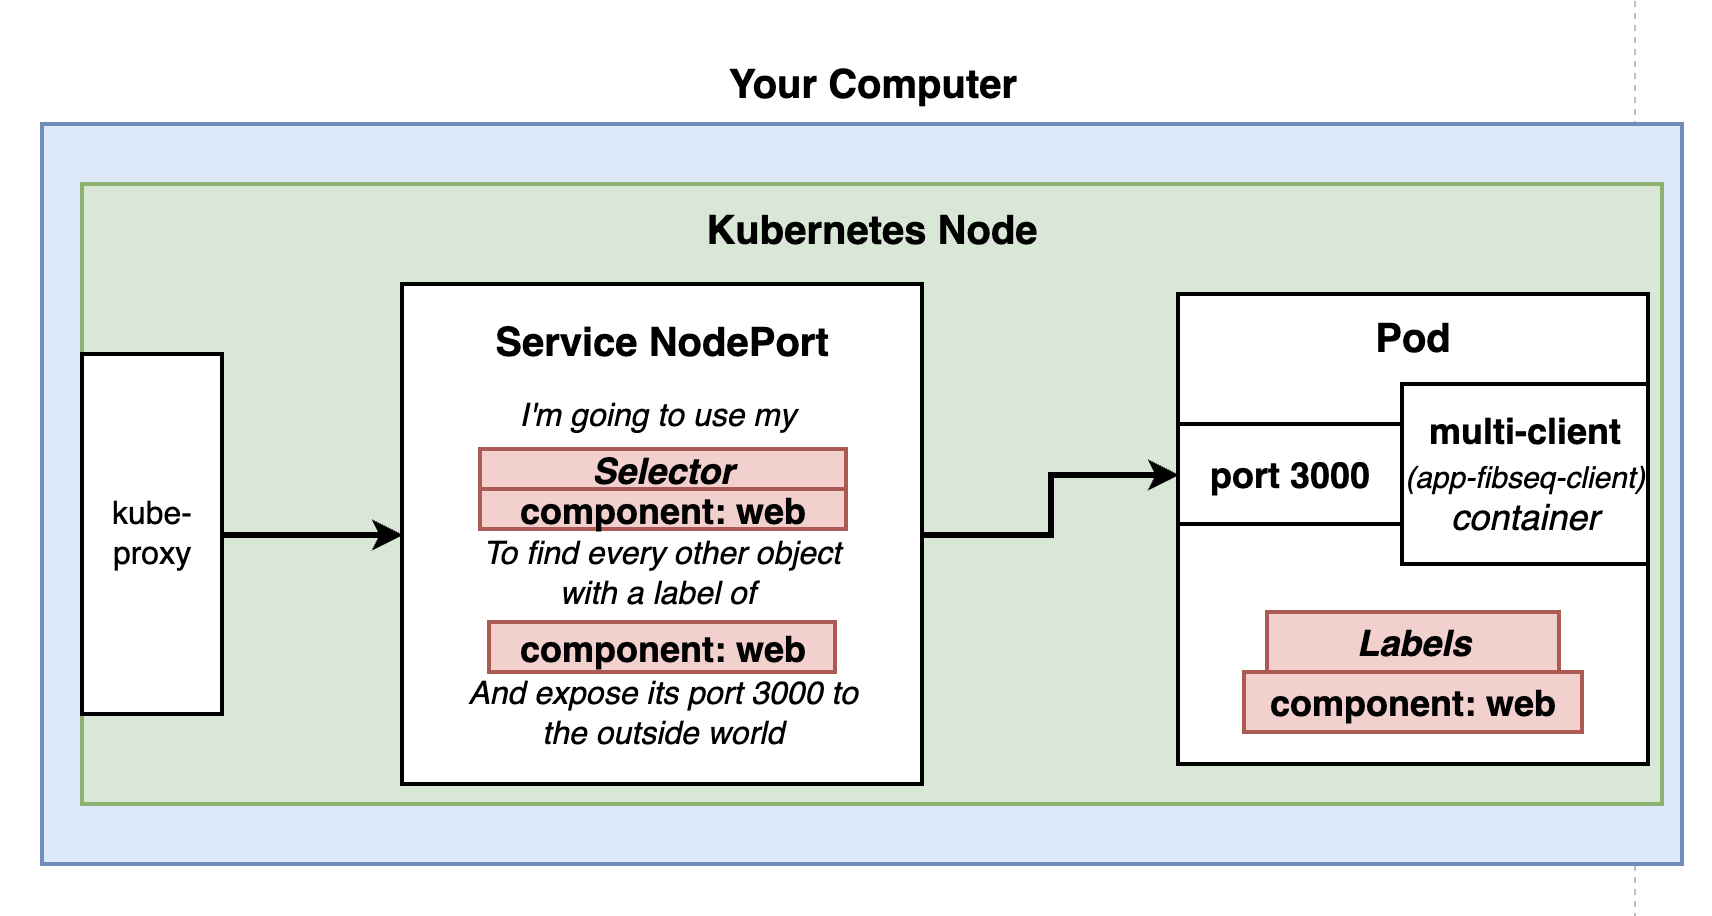 Your Computer
Kubernetes Node
kube-
proxy
Service NodePort
I'm going to use my
Selector
component: web
To find every other object
with a label of
component: web
And expose its port 3000 to
the outside world
Pod
port 3000
multi-client
(app-fibseq-client)
container
Labels
component: web